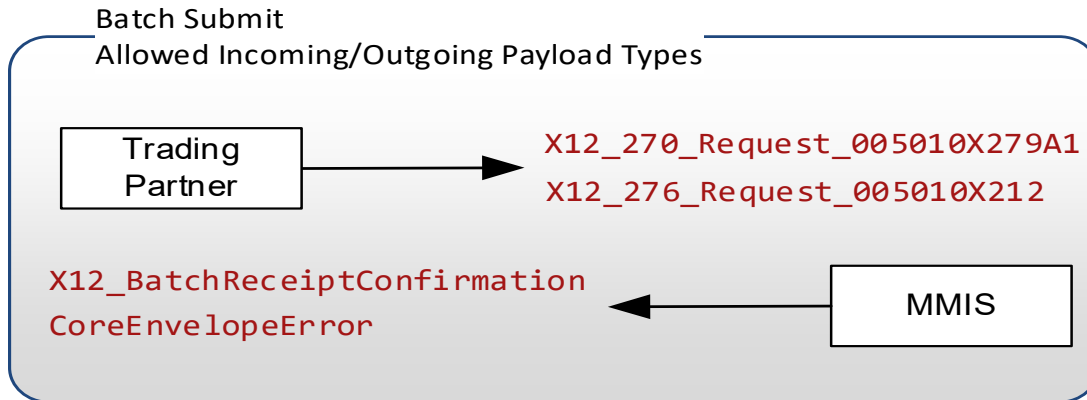 Batch Submit
Allowed Incoming/Outgoing Payload Types
Trading
Partner
X12_270_Request_005010X279A1
X12_276_Request_005010X212
X12_BatchReceiptConfirmation
CoreEnvelopeError
MMIS